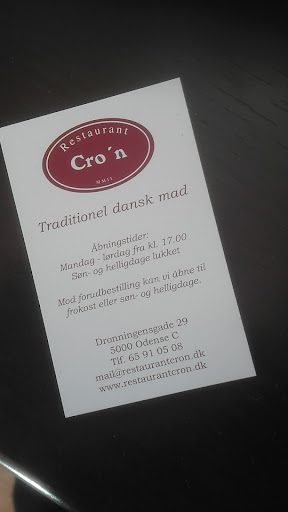 Restaurant
Cro´n
MMXI
Traditionel dansk mad
Åbningstider:
Mandag - lørdag fra kl. 17.00
Søn- og helligdage lukket
Mod forudbestilling kan vi åbne til
frokost eller søn- og helligdage.
Dronningensgade 29
5000 Odense C
Tlf. 65 91 05 08
mail@restaurantcron.dk
www.restaurantcron.dk